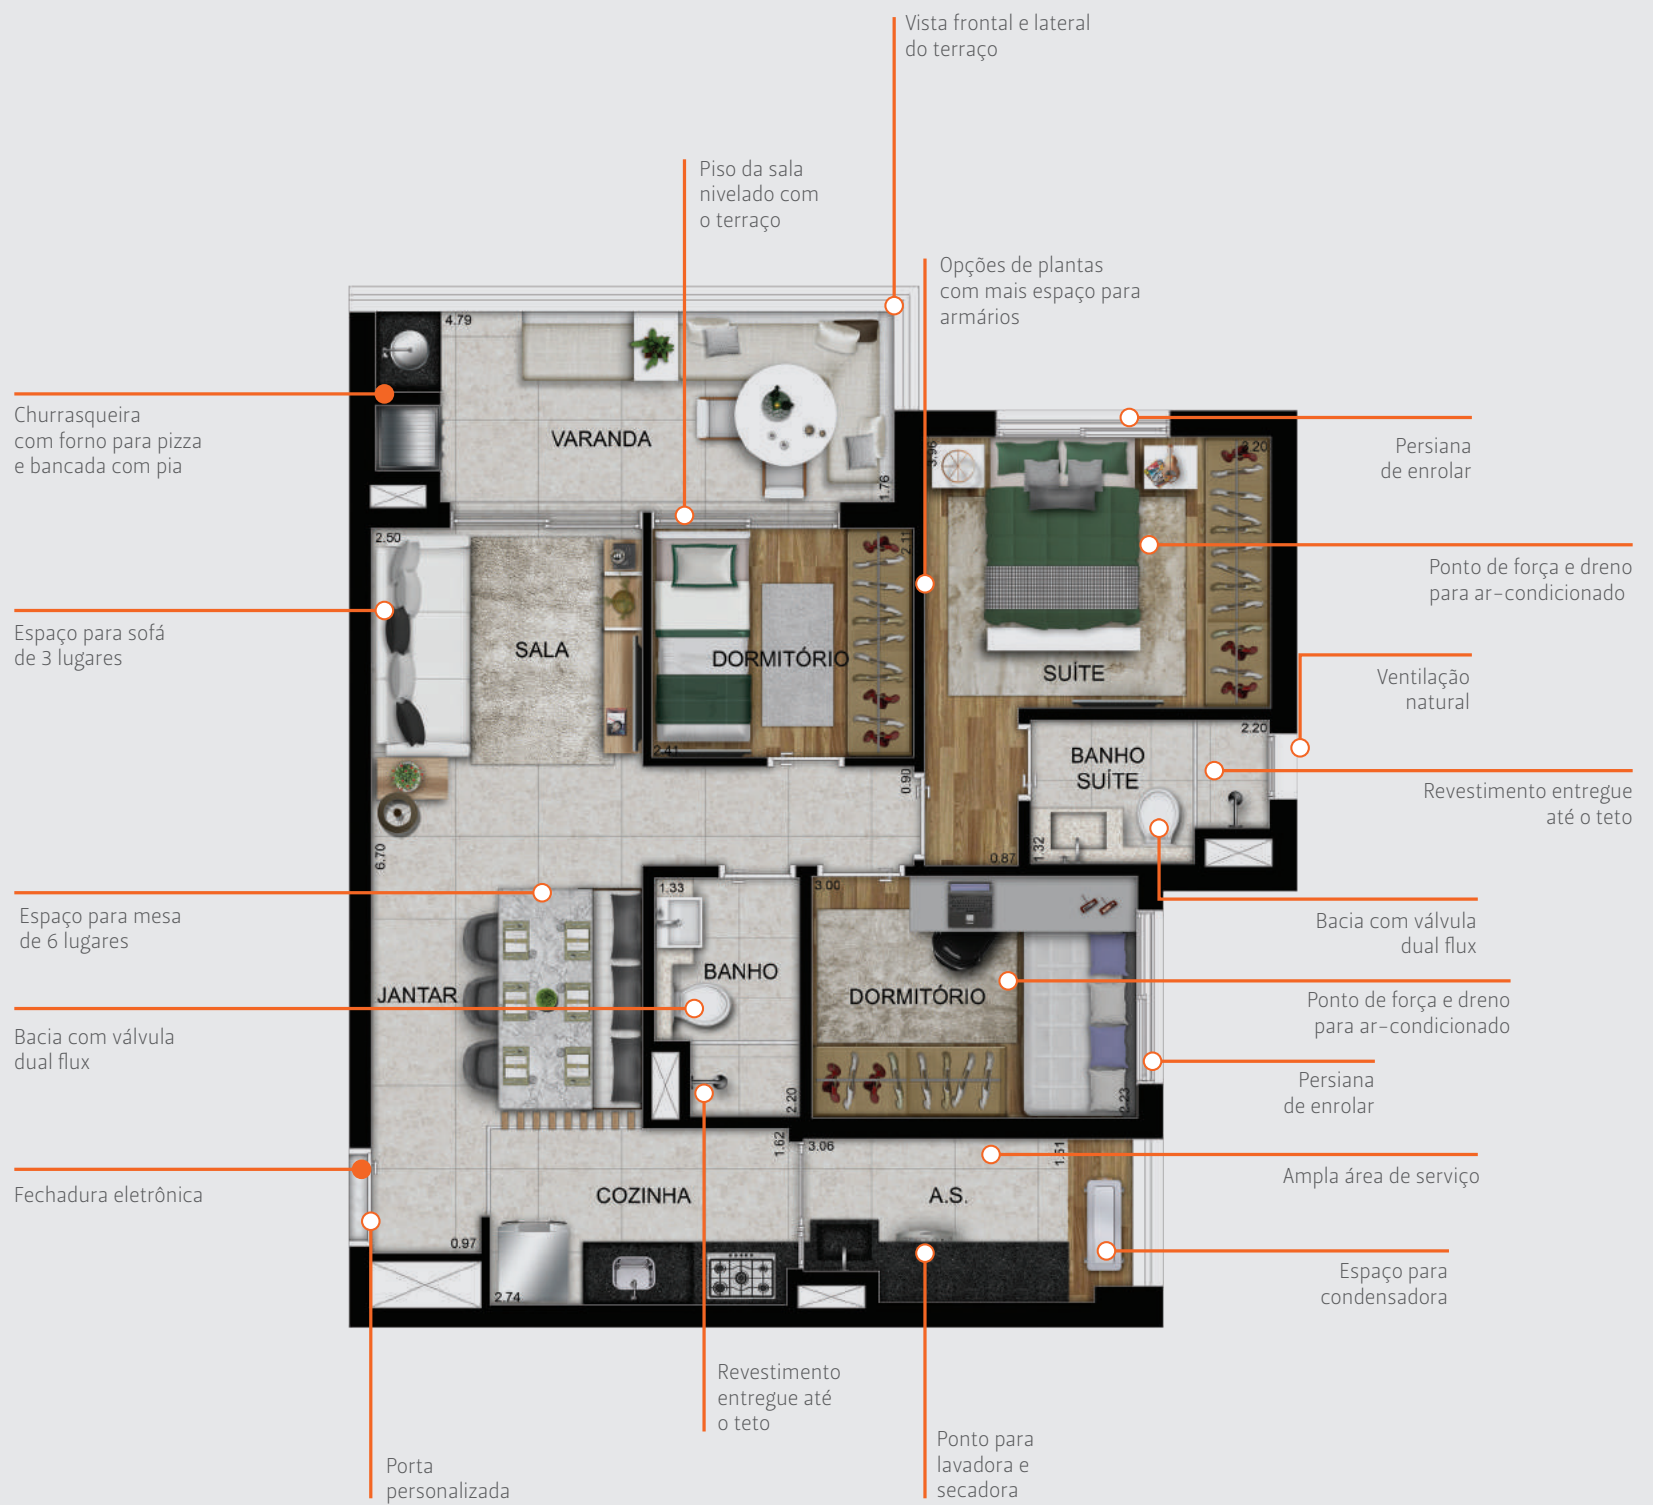 Vista frontal e lateral
do terraço
Piso da sala
nivelado com
o terraço
Opções de plantas
com mais espaço para
armários
4.79
Churrasqueira
com forno para pizza
e bancada com pia
VARANDA
1.76
3.96
3.20
Persiana
de enrolar
2.50
2.11
Ponto de força e dreno
para ar-condicionado
Espaço para sofá
de 3 lugares
SALA
DORMITÓRIO
SUÍTE
Ventilação
natural
2.41
2.20
BANHO
SUÍTE
0.90
Revestimento entregue
até o teto
6.70
1.32
0.87
1.33
3.00
Espaço para mesa
de 6 lugares
Bacia com válvula
dual flux
BANHO
JANTAR
DORMITÓRIO
Ponto de força e dreno
para ar-condicionado
Bacia com válvula
dual flux
2.20
2.23
Persiana
de enrolar
1.62
3.06
1.51
Ampla área de serviço
Fechadura eletrônica
COZINHA
A.S.
0.97
2.74
Espaço para
condensadora
Revestimento
entregue até
o teto
Ponto para
lavadora e
secadora
Porta
personalizada